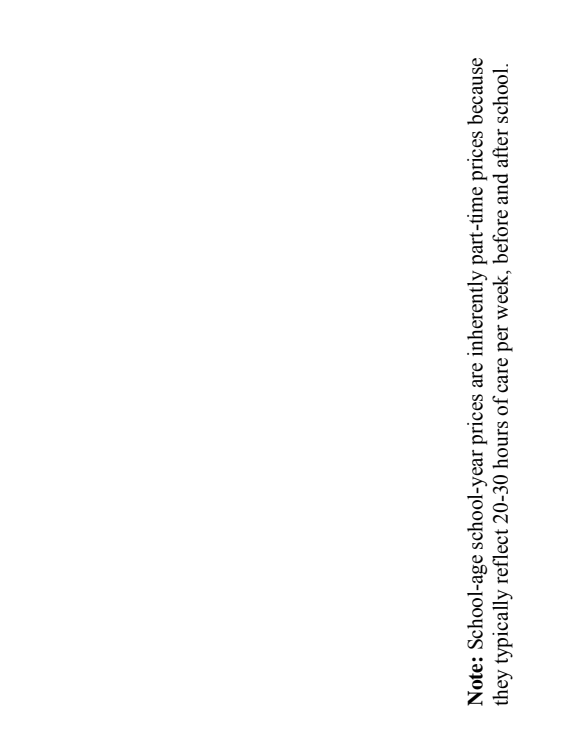 Note: School-age school-year prices are inherently part-time prices because
they typically reflect 20-30 hours of care per week, before and after school.